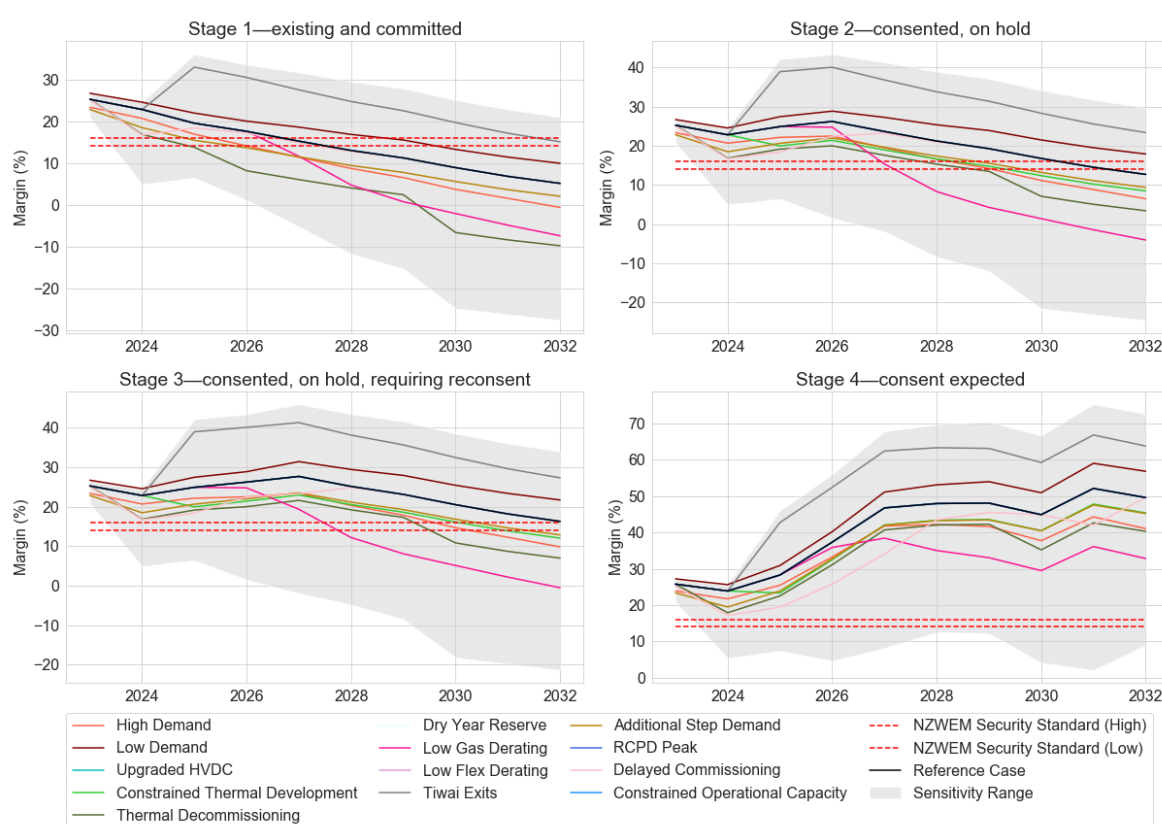 Stage 1—existing and committed
Stage 2—consented, on hold
Margin (%)
30
20
10
0
−10
−20
−30
2024
2026
2028
2030
2032
Margin (%)
40
30
20
10
0
−10
20
2024
2026
2028
2030
2032
Stage 3—consented, on hold, requiring reconsent
Stage 4—consent expected
Margin (%)
40
30
20
10
0
−10
−20
2024
2026
2028
2030
2032
Margin (%)
70
60
50
40
30
20
10
0
2024
2026
2028
2030
2032
High Demand
Low Demand
Upgraded HVDC
Constrained Thermal Development
Thermal Decommissioning
Dry Year Reserve
Low Gas Derating
Low Flex Derating
Tiwai Exits
Additional Step Demand
RCPD Peak
Delayed Commissioning
Constrained Operational Capacity
NZWEM Security Standard (High)
NZWEM Security Standard (Low)
Reference Case
Sensitivity Range